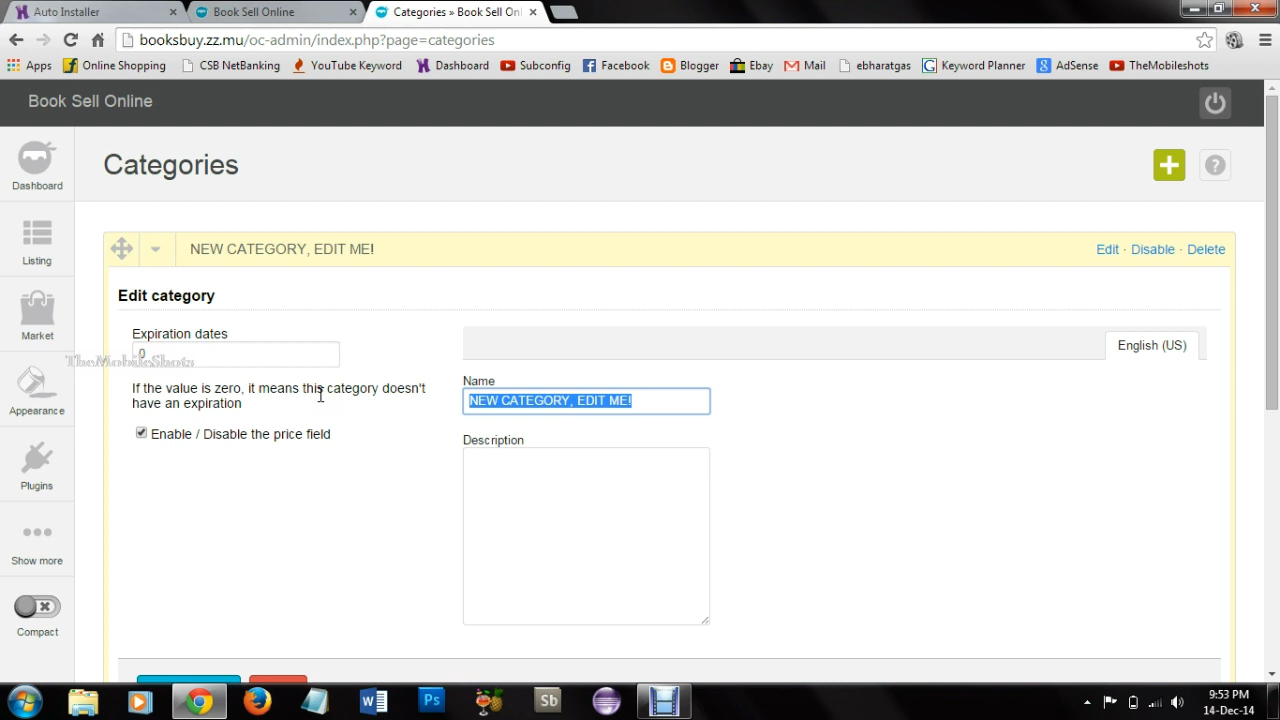 Auto Installer
Book Sell Online
Categories » Book Sell Onl
booksbuy.zz.mu/oc-admin/index.php?page=categories
Apps
Online Shopping
CSB NetBanking
YouTube Keyword
Dashboard
Subconfig
Facebook
Blogger
Ebay
Mail
ebharatgas
Keyword Planner
AdSense
TheMobileshots
Book Sell Online
Categories
Dashboard
Listing
Market
Appearance
Plugins
Show more
Compact
NEW CATEGORY, EDIT ME!
Edit · Disable · Delete
Edit category
Expiration dates
0
TheMobileShots
If the value is zero, it means this category doesn't
have an expiration
Enable / Disable the price field
English (US)
Name
NEW CATEGORY, EDIT ME!
Description
W
Ps
Sb
9:53 PM
14-Dec-14